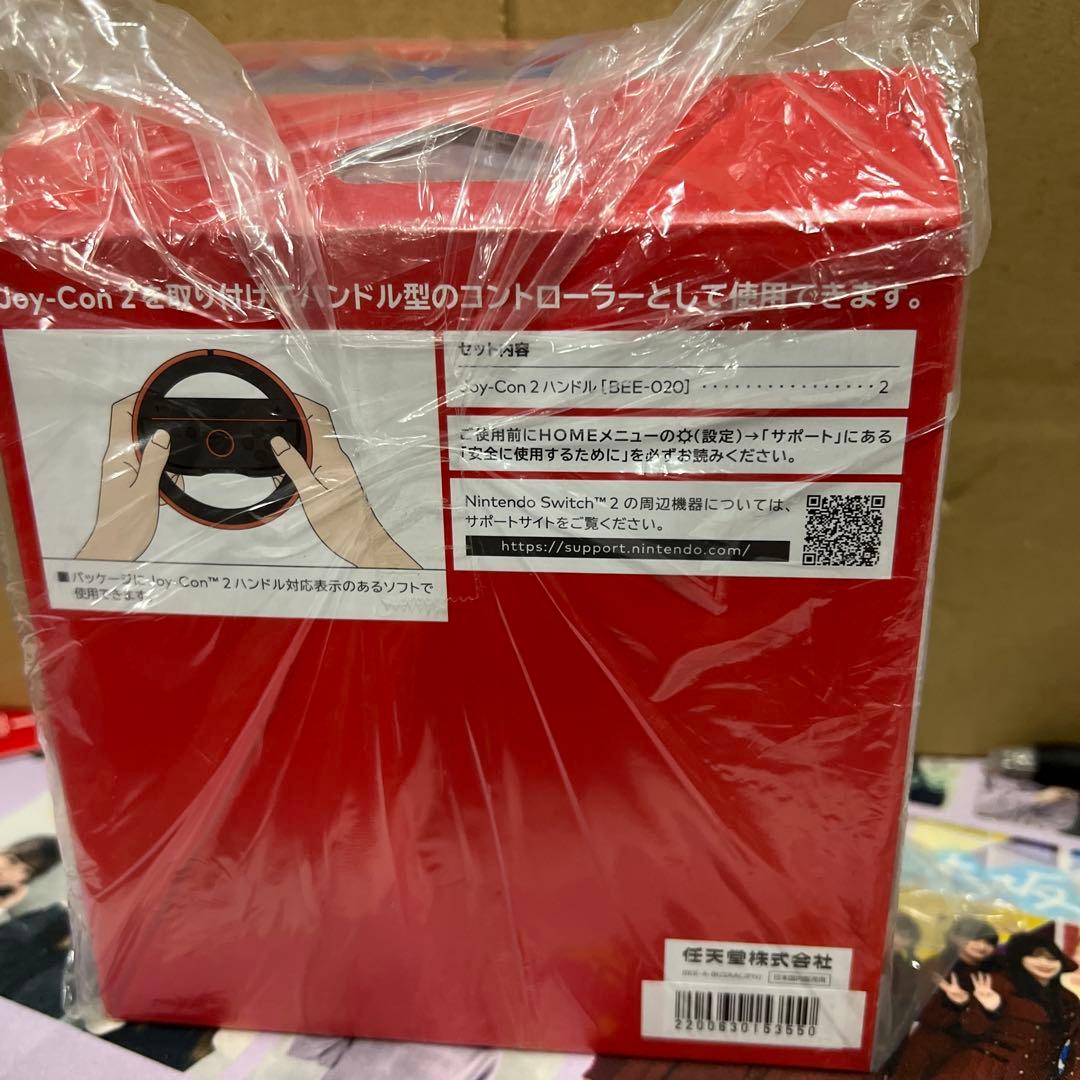 Joy-Con 2 を取り付けてハンドル型のコントローラーとして使用できます。
■パッケージにJoy-Con™ 2 ハンドル対応表示のあるソフトで
使用できます
セット内容
Joy-Con 2 ハンドル [BEE-020] ················ 2
ご使用前にHOMEメニューの(設定)→「サポート」にある
「安全に使用するために」を必ずお読みください。
Nintendo Switch™ 2 の周辺機器については、
サポートサイトをご覧ください。
https://support.nintendo.com/
任天堂株式会社
日本国内販売用
2200630153550